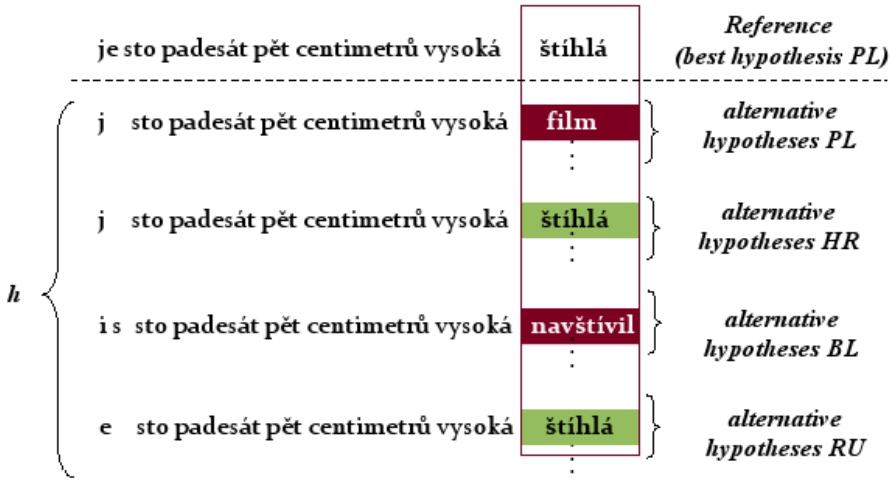 je sto padesát pět centimetrů vysoká štíhlá Reference
(best hypothesis PL)
j sto padesát pět centimetrů vysoká film alternative
hypotheses PL
j sto padesát pět centimetrů vysoká štíhlá alternative
hypotheses HR
h
i s sto padesát pět centimetrů vysoká navštívil alternative
hypotheses BL
e sto padesát pět centimetrů vysoká štíhlá alternative
hypotheses RU